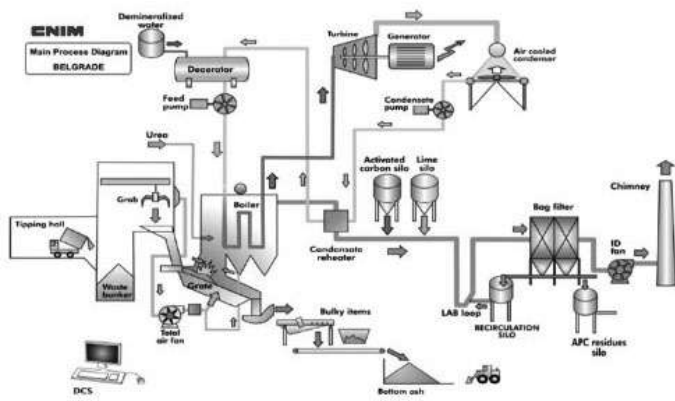 CNIM
Main Process Diagram
BELGRADE
Demineralised
water
Deaerator
Feed
pump
Urea
Turbine
Generator
Air cooled
condenser
Condensate
pump
Activated
carbon silo
Lime
silo
Chimney
Bag filter
ID
fan
Grab
Tipping hall
Waste
bunker
Boiler
Condensate
reheater
Grate
Total
air fan
Bulky items
LAB loop
RECIRCULATION
SILO
APC residues
silo
Bottom ash
DCS